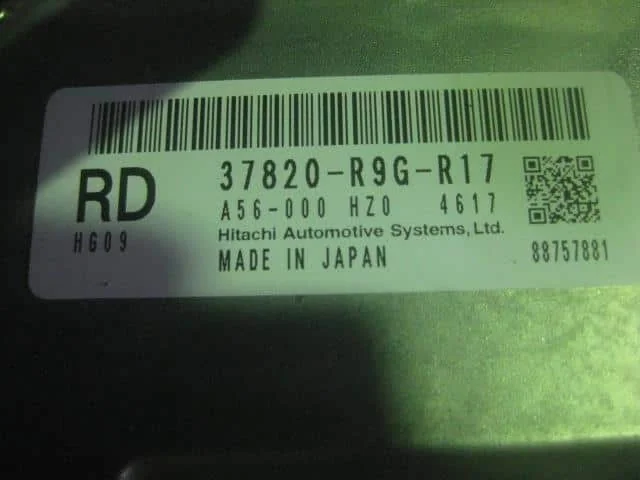 RD
HG09
37820-R9G-R17
A56-000 HZ0 4617
Hitachi Automotive Systems, Ltd.
MADE IN JAPAN
88757881